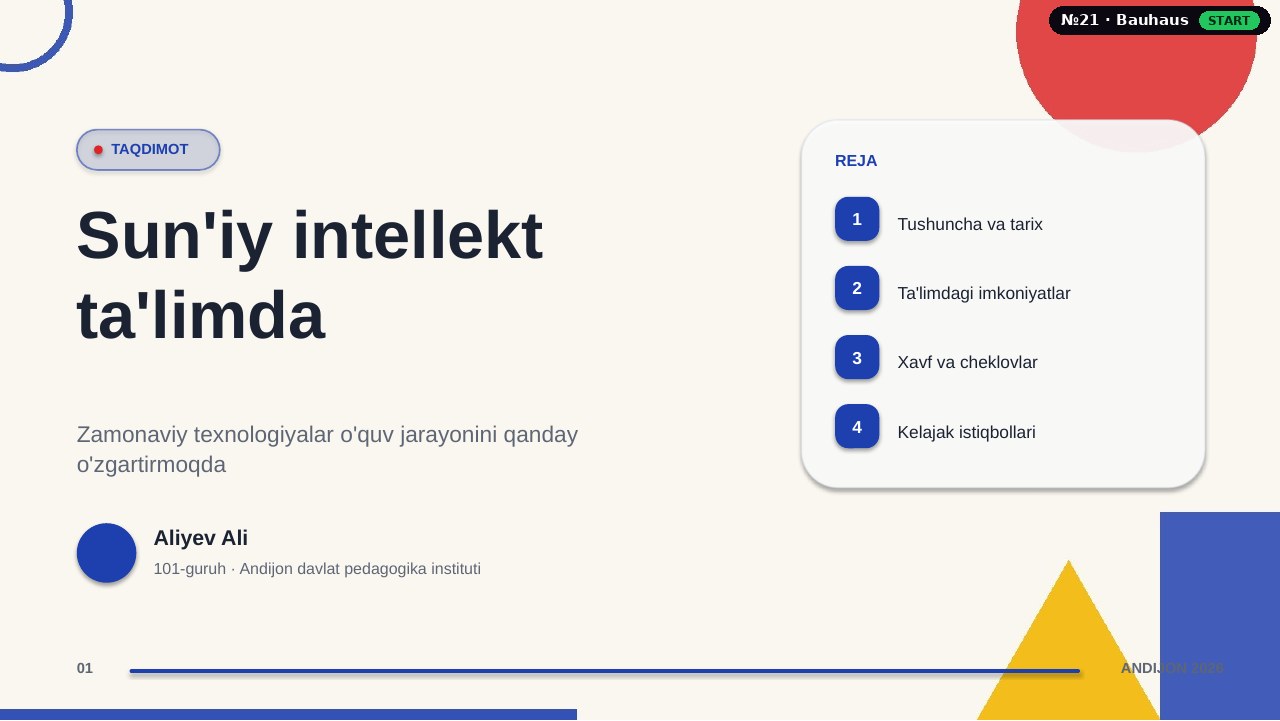 №21 · Bauhaus START
TAQDIMOT
Sun'iy intellekt
ta'limda
Zamonaviy texnologiyalar o'quv jarayonini qanday
o'zgartirmoqda
Aliyev Ali
101-guruh · Andijon davlat pedagogika instituti
REJA
1 Tushuncha va tarix
2 Ta'limdagi imkoniyatlar
3 Xavf va cheklovlar
4 Kelajak istiqbollari
01
ANDIJON 2026